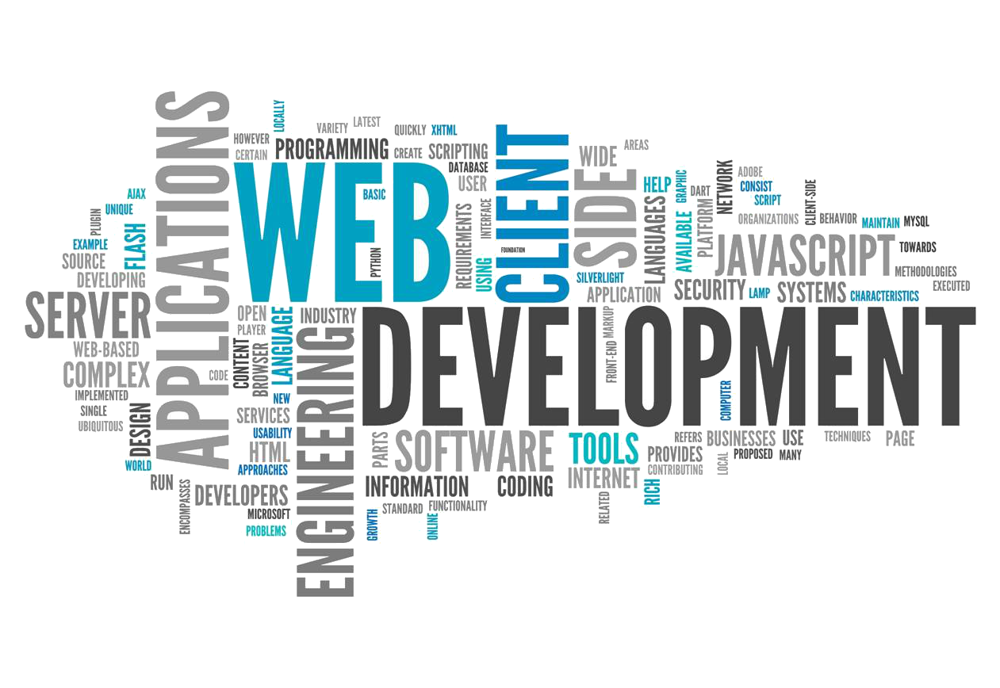 APPLICATIONS
LOCALLY
HOWEVER
CERTAIN
VARIETY
LATEST
PROGRAMMING
QUICKLY
XHTML
CREATE
SCRIPTING
DATABASE
USER
WEB
BASIC
PYTHON
REQUIREMENTS
INTERFACE
USING
FOUNDATION
CLIENT
SIDE
WIDE
AREAS
SILVERLIGHT
APPLICATION
HELP
LANGUAGES
GRAPHIC
AVAILABLE
DART
PLATFORM
NETWORK
ADOBE
CONSIST
SCRIPT
ORGANIZATIONS
CLIENT-SIDE
BEHAVIOR
MAINTAIN
MYSQL
JAVASCRIPT
TOWARDS
METHODOLOGIES
EXECUTED
SECURITY
LAMP
SYSTEMS
CHARACTERISTICS
AJAX
UNIQUE
PLUGIN
EXAMPLE
FLASH
SOURCE
DEVELOPING
SERVER
WEB-BASED
COMPLEX
IMPLEMENTED
SINGLE
UBIQUITOUS
DESIGN
WORLD
RUN
ENCOMPASSES
CODE
OPEN
PLAYER
CONTENT
BROWSER
LANGUAGE
INDUSTRY
NEW
SERVICES
USABILITY
HTML
APPROACHES
DEVELOPERS
MICROSOFT
PROBLEMS
ENGINEERING
DEVELOPMENT
FRONT-END
MARKUP
COMPUTER
PARTS
SOFTWARE
TOOLS
REFERS
BUSINESSES
USE
TECHNIQUES
PAGE
PROVIDES
PROPOSED
MANY
CONTRIBUTING
LOCAL
INFORMATION
CODING
INTERNET
RICH
RELATED
STANDARD
FUNCTIONALITY
GROWTH
ONLINE